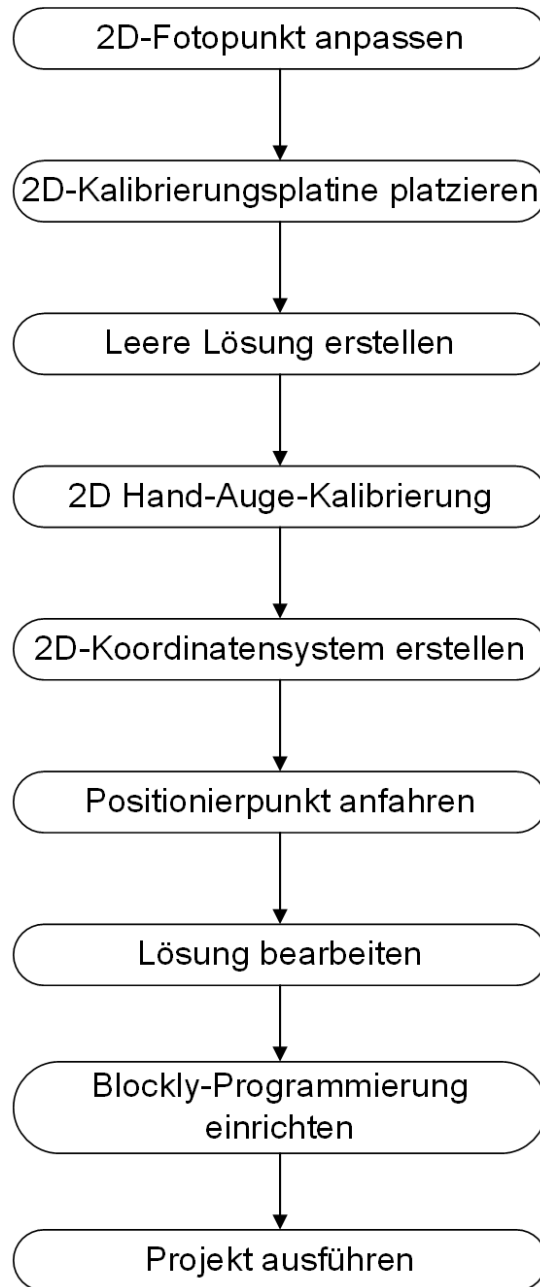 2D-Fotopunkt anpassen
2D-Kalibrierungsplatine platzieren
Leere Lösung erstellen
2D Hand-Auge-Kalibrierung
2D-Koordinatensystem erstellen
Positionierpunkt anfahren
Lösung bearbeiten
Blockly-Programmierung
einrichten
Projekt ausführen